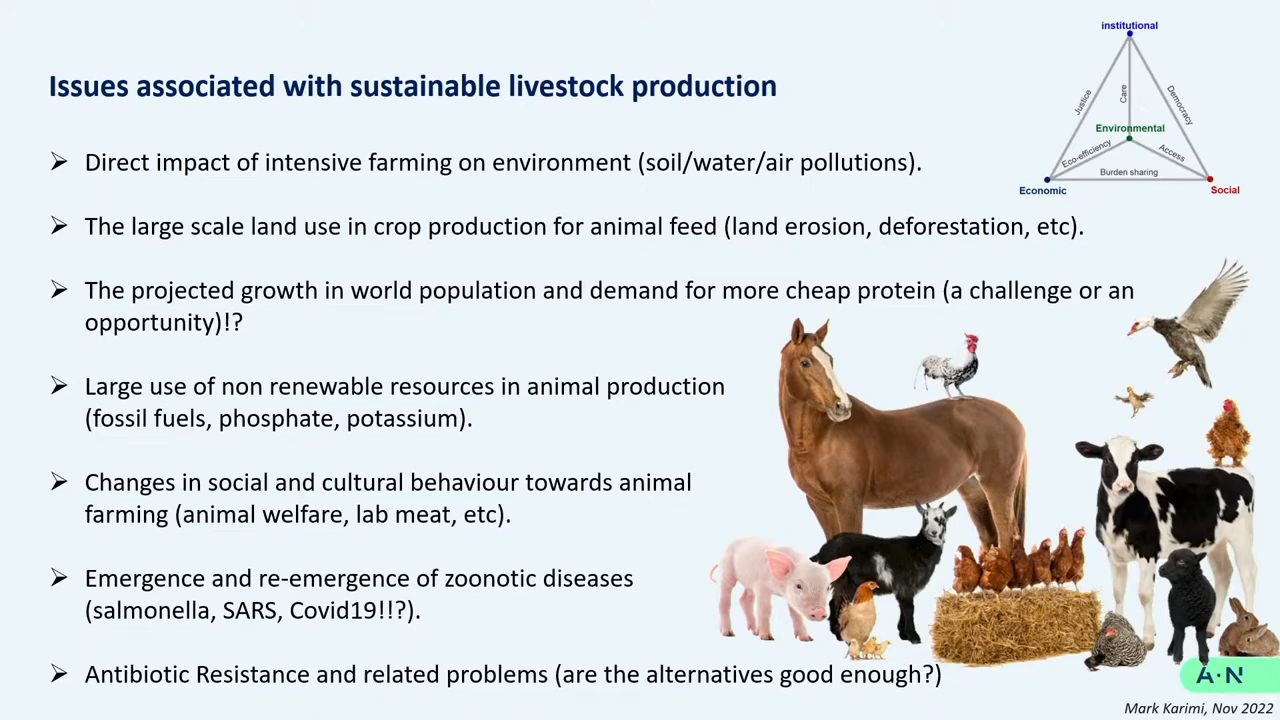 institutional
Issues associated with sustainable livestock production
Justice
Care
Democracy
Environmental
Eco-efficiency
Access
Burden sharing
Economic
Social
➢ Direct impact of intensive farming on environment (soil/water/air pollutions).
➢ The large scale land use in crop production for animal feed (land erosion, deforestation, etc).
➢ The projected growth in world population and demand for more cheap protein (a challenge or an
opportunity)!?
➢ Large use of non renewable resources in animal production
(fossil fuels, phosphate, potassium).
➢ Changes in social and cultural behaviour towards animal
farming (animal welfare, lab meat, etc).
➢ Emergence and re-emergence of zoonotic diseases
(salmonella, SARS, Covid19!!?).
➢ Antibiotic Resistance and related problems (are the alternatives good enough?)
A·N
Mark Karimi, Nov 2022